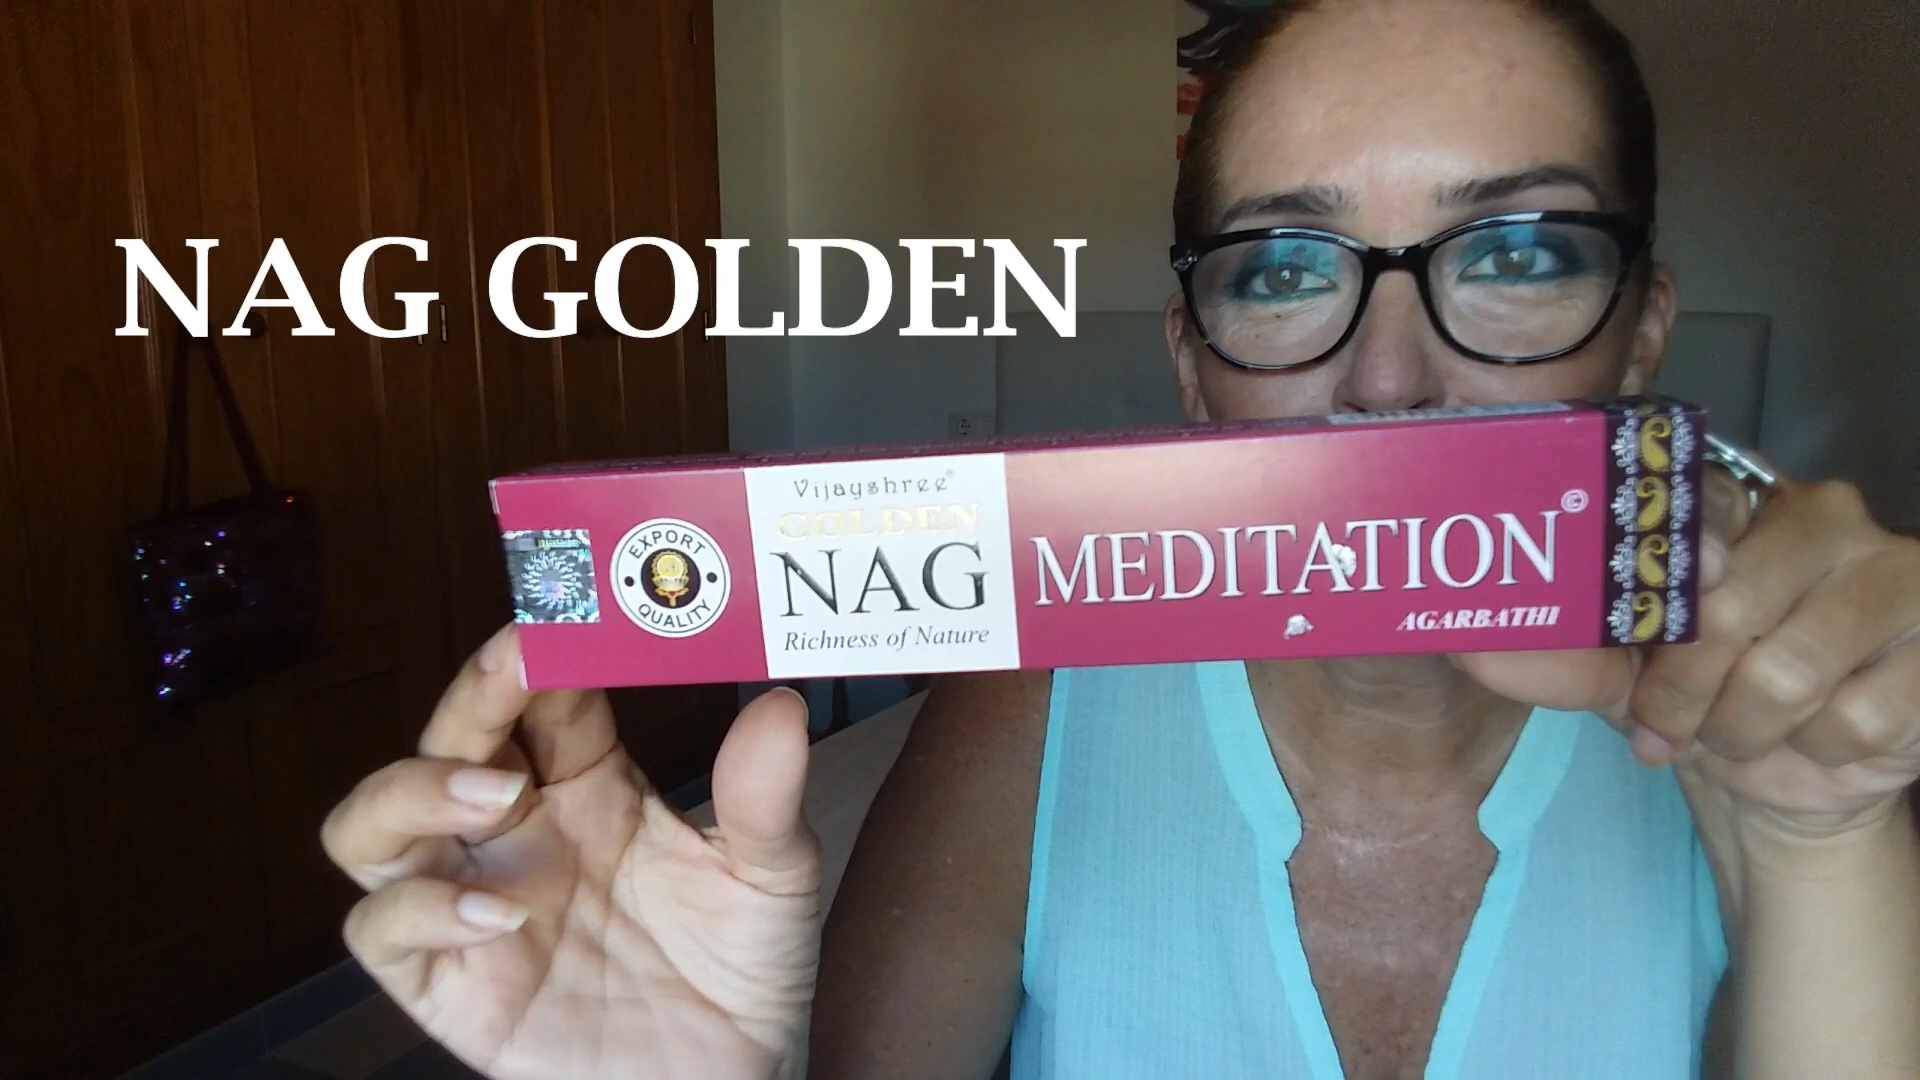 NAG GOLDEN
EXPORT
QUALITY
Vijayshree®
GOLDEN
NAG
Richness of Nature
MEDITATION©
AGARBATHI